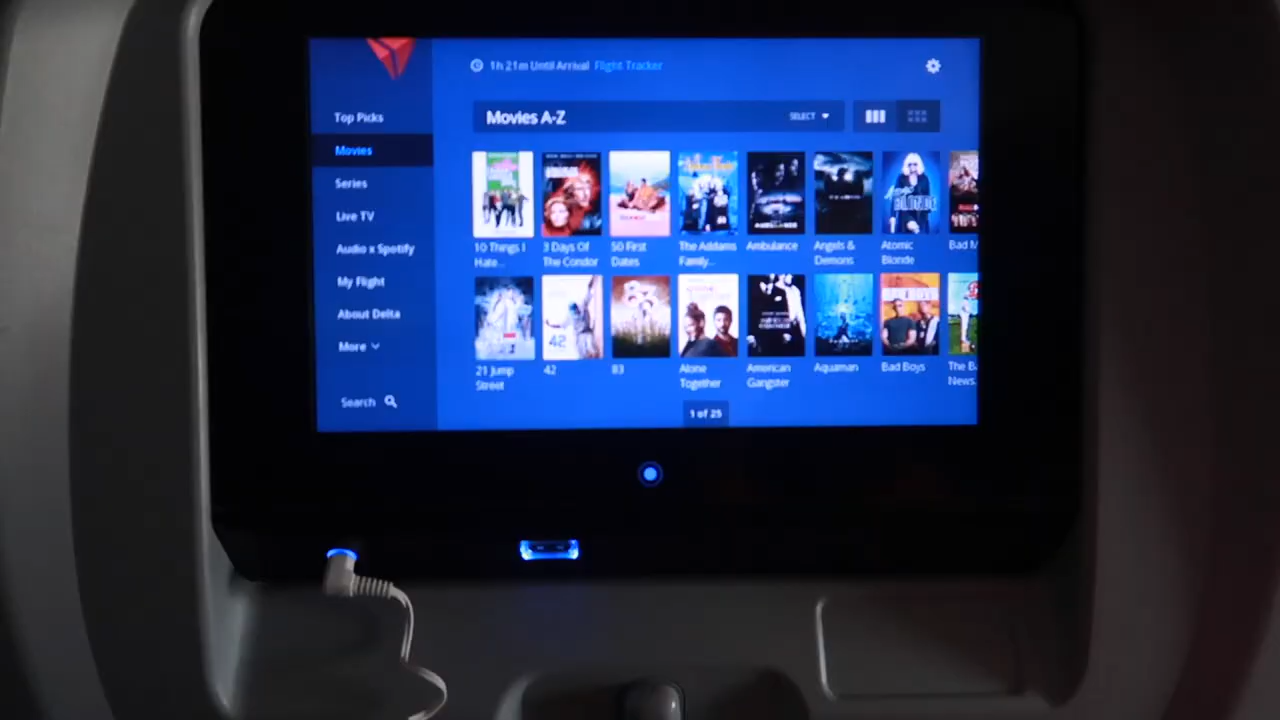 1h 21m Until Arrival Flight Tracker
Movies A-Z
SELECT
Top Picks
Movies
Series
Live TV
Audio x Spotify
My Flight
About Delta
More
Search
10 Things I
Hate...
3 Days Of
The Condor
50 First
Dates
The Addams
Family...
Ambulance
Angels &
Demons
Atomic
Blonde
Bad M
BLONDE
42
21 Jump
Street
42
83
Alone
Together
American
Gangster
Aquaman
Bad Boys
The B
News
1 of 25